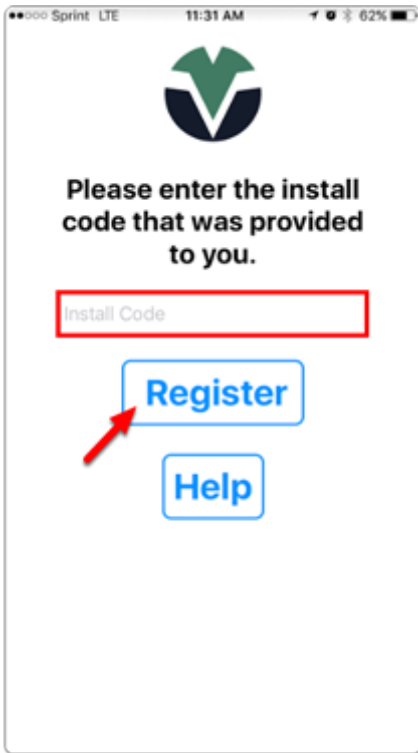 Sprint LTE 11:31 AM 62%
Please enter the install
code that was provided
to you.
Install Code
Register
Help